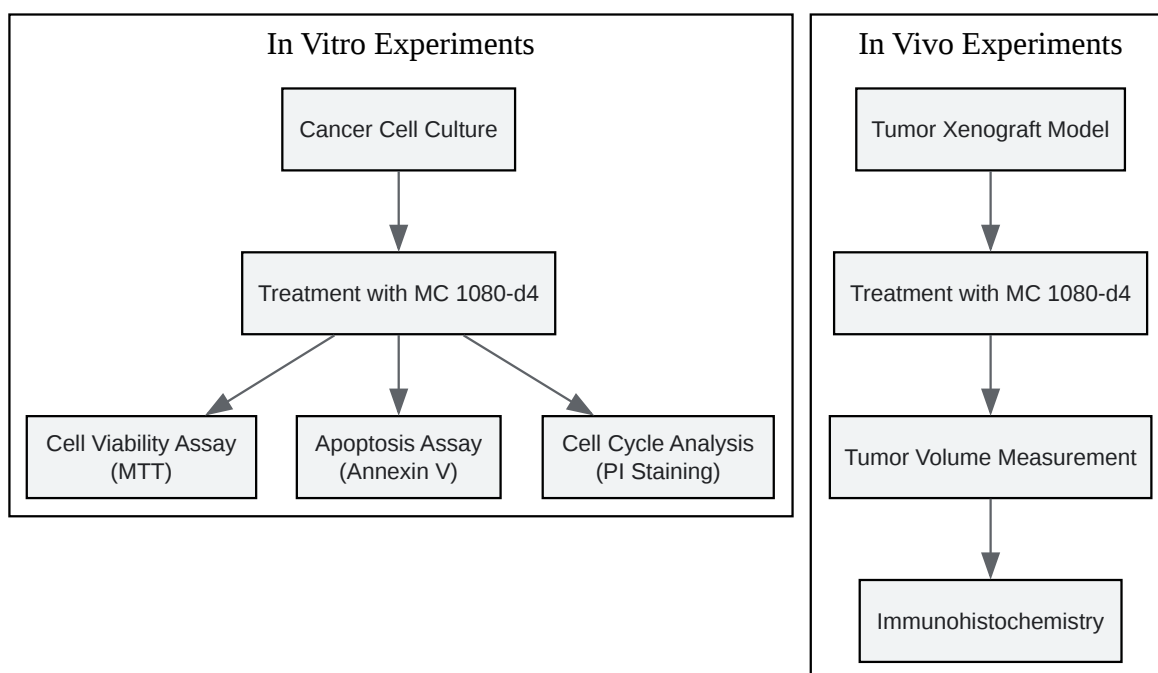 In Vitro Experiments
Cancer Cell Culture
Treatment with MC 1080-d4
Cell Viability Assay
(MTT)
Apoptosis Assay
(Annexin V)
Cell Cycle Analysis
(PI Staining)
In Vivo Experiments
Tumor Xenograft Model
Treatment with MC 1080-d4
Tumor Volume Measurement
Immunohistochemistry